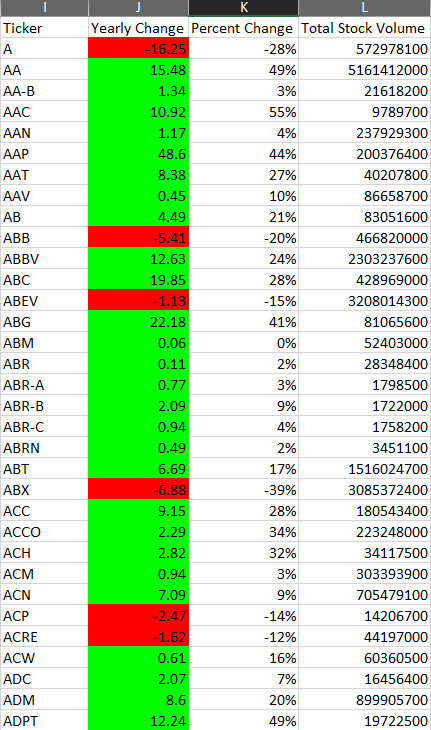 I J K L
Ticker Yearly Change Percent Change Total Stock Volume
A -16.25 -28% 572978100
AA 15.48 49% 5161412000
AA-B 1.34 3% 21618200
AAC 10.92 55% 9789700
AAN 1.17 4% 237929300
AAP 48.6 44% 200376400
AAT 8.38 27% 40207800
AAV 0.45 10% 86658700
AB 4.49 21% 83051600
ABB -5.41 -20% 466820000
ABBV 12.63 24% 2303237600
ABC 19.85 28% 428969000
ABEV -1.13 -15% 3208014300
ABG 22.18 41% 81065600
ABM 0.06 0% 52403000
ABR 0.11 2% 28348400
ABR-A 0.77 3% 1798500
ABR-B 2.09 9% 1722000
ABR-C 0.94 4% 1758200
ABRN 0.49 2% 3451100
ABT 6.69 17% 1516024700
ABX -6.88 -39% 3085372400
ACC 9.15 28% 180543400
ACCO 2.29 34% 223248000
ACH 2.82 32% 34117500
ACM 0.94 3% 303393900
ACN 7.09 9% 705479100
ACP -2.47 -14% 14206700
ACRE -1.62 -12% 44197000
ACW 0.61 16% 60360500
ADC 2.07 7% 16456400
ADM 8.6 20% 899905700
ADPT 12.24 49% 19722500